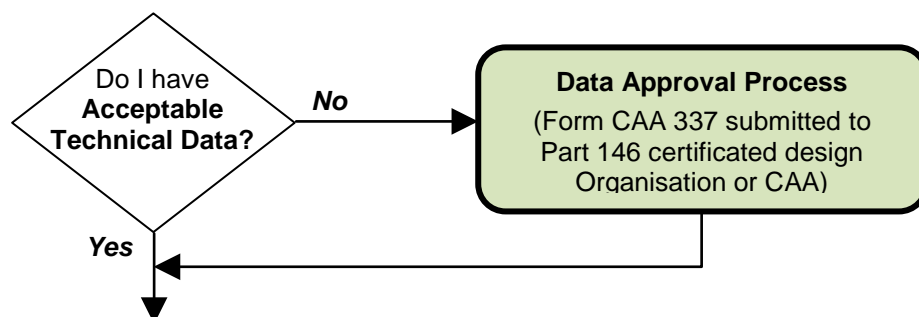 Do I have
Acceptable
Technical Data?
No
Data Approval Process
(Form CAA 337 submitted to
Part 146 certificated design
Organisation or CAA)
Yes